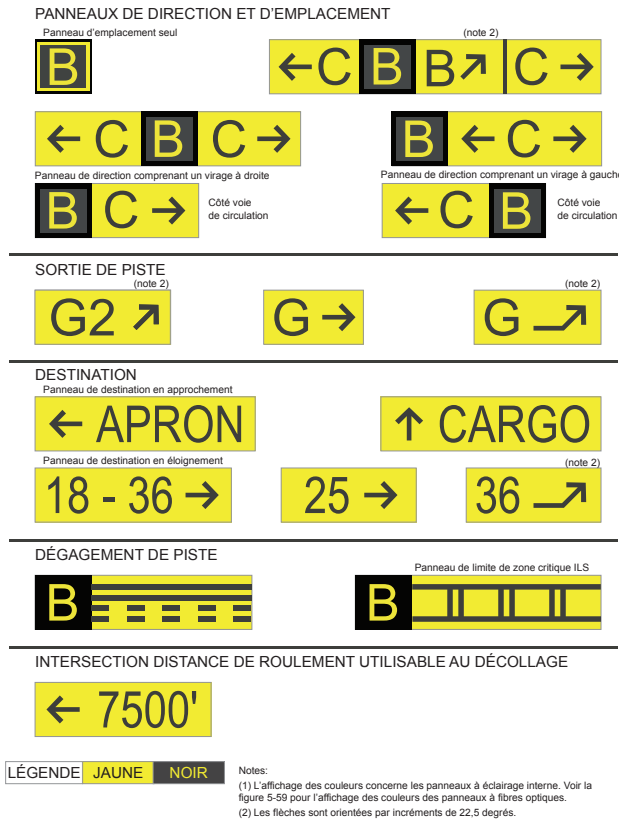 PANNEAUX DE DIRECTION ET D'EMPLACEMENT
Panneau d'emplacement seul
(note 2)
B
←C B B↗ C→
← C B C →
B ← C →
Panneau de direction comprenant un virage à droite
Panneau de direction comprenant un virage à gauche
B C →
Côté voie
de circulation
← C B
Côté voie
de circulation
SORTIE DE PISTE
(note 2)
(note 2)
G2 ↗
G →
G ↗
DESTINATION
Panneau de destination en approchement
← APRON
↑ CARGO
Panneau de destination en éloignement
(note 2)
18 - 36 →
25 →
36 ↗
DÉGAGEMENT DE PISTE
Panneau de limite de zone critique ILS
B
B
INTERSECTION DISTANCE DE ROULEMENT UTILISABLE AU DÉCOLLAGE
← 7500'
LÉGENDE JAUNE NOIR
Notes:
(1) L'affichage des couleurs concerne les panneaux à éclairage interne. Voir la
figure 5-59 pour l'affichage des couleurs des panneaux à fibres optiques.
(2) Les flèches sont orientées par incréments de 22,5 degrés.